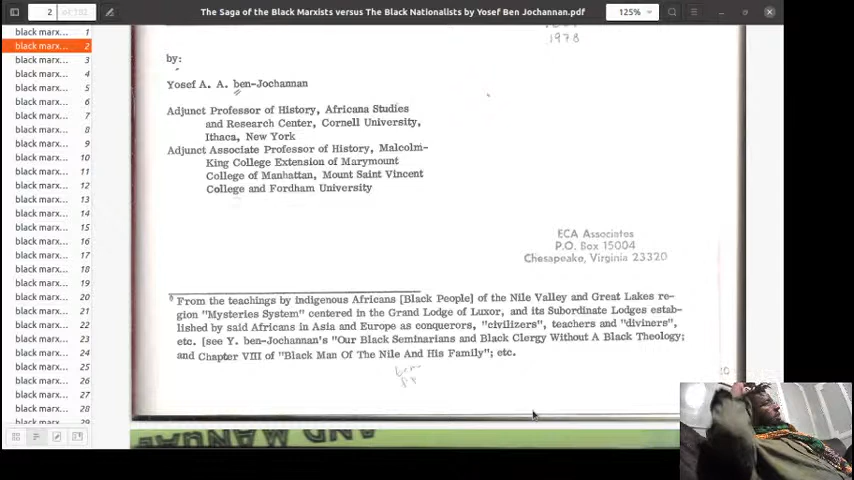 2
The Saga of the Black Marxists versus The Black Nationalists by Yosef Ben Jochannan.pdf
125%
black marx... 1
black marx... 2
black marx... 3
black marx... 4
black marx... 5
black marx... 6
black marx... 7
black marx... 8
black marx... 9
black marx... 10
black marx... 11
black marx... 12
black marx... 13
black marx... 14
black marx... 15
black marx... 16
black marx... 17
black marx... 18
black marx... 19
black marx... 20
black marx... 21
black marx... 22
black marx... 23
black marx... 24
black marx... 25
black marx... 26
black marx... 27
black marx... 28
black marx... 29
1978
by:
Yosef A. A. ben-Jochannan
Adjunct Professor of History, Africana Studies
and Research Center, Cornell University,
Ithaca, New York
Adjunct Associate Professor of History, Malcolm-
King College Extension of Marymount
College of Manhattan, Mount Saint Vincent
College and Fordham University
ECA Associates
P.O. Box 15004
Chesapeake, Virginia 23320
From the teachings by indigenous Africans [Black People] of the Nile Valley and Great Lakes re-
gion "Mysteries System" centered in the Grand Lodge of Luxor, and its Subordinate Lodges estab-
lished by said Africans in Asia and Europe as conquerors, "civilizers", teachers and "diviners",
etc. [see Y. ben-Jochannan's "Our Black Seminarians and Black Clergy Without A Black Theology;
and Chapter VIII of "Black Man Of The Nile And His Family"; etc.
AND MANUAL